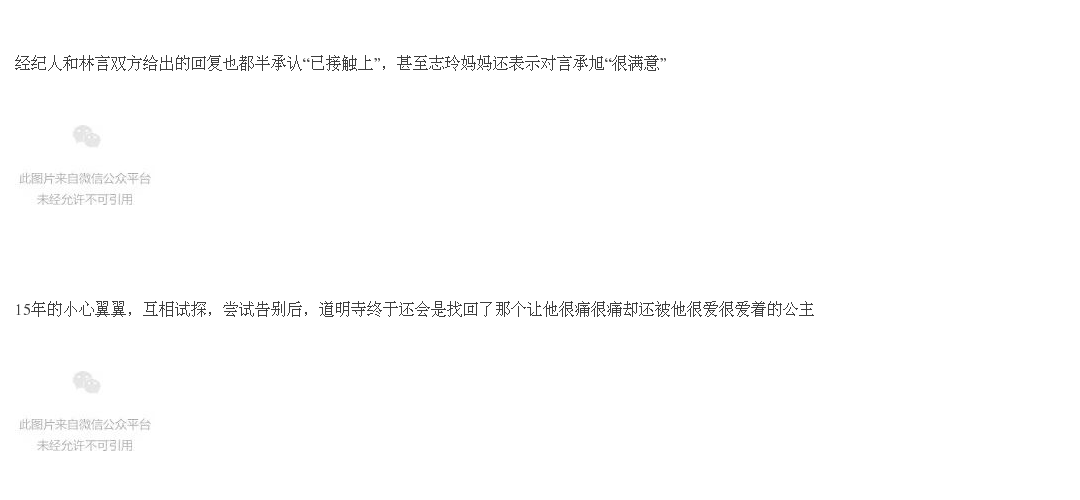 经纪人和林言双方给出的回复也都半承认“已接触上”，甚至志玲妈妈还表示对言承旭“很满意”
此图片来自微信公众平台
未经允许不可引用
15年的小心翼翼，互相试探，尝试告别后，道明寺终于还会是找回了那个让他很痛很痛却还被他很爱很爱着的公主
此图片来自微信公众平台
未经允许不可引用